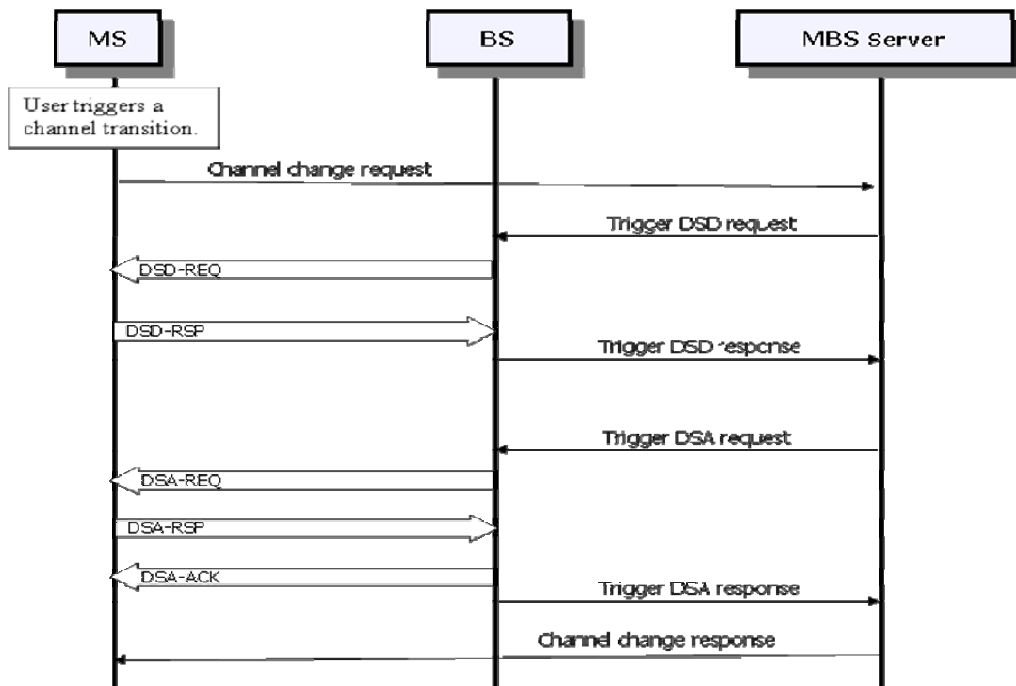 MS
BS
MBS server
User triggers a
channel transition.
Channel change request
Trigger DSD request
DSD-REQ
DSD-RSP
Trigger DSD response
Trigger DSA request
DSA-REQ
DSA-RSP
DSA-ACK
Trigger DSA response
Channel change response